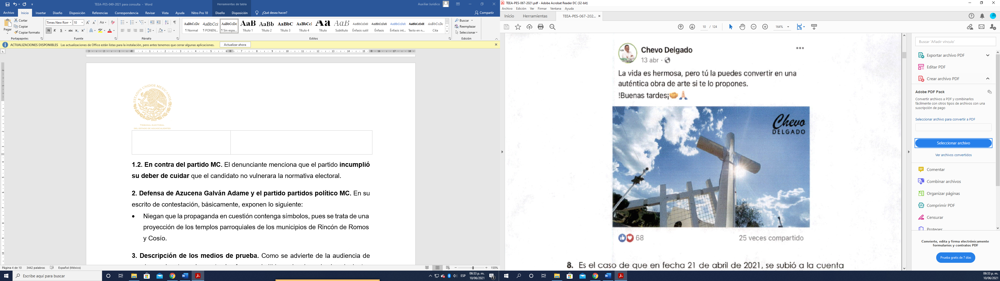 TEEA-PES-049-2021 para consulta - Word
Herramientas de tabla
Auxiliar Juridico
Archivo Inicio Insertar Diseño Disposición Referencias Correspondencia Revisar Vista Ayuda Nitro Pro 10 Diseño Disposición ¿Qué desea hacer? Compartir
Pegar
Cortar
Copiar
Copiar formato
Portapapeles
Times New Rom 10
N K S abc x₂ x²
Fuente
Párrafo
AaBbCcDc AaBbCcL AaBbCcDc AaB AaBb AaBbC AaBbCcl Aaa AaB AaBbCcDdl AaBbCcDdl AaBbCcDdl AaBbCcDdl AaBbCcDc
¶ Normal ¶ PONEN... ¶ Sin espa... Título 1 Título 2 Título 3 Título 4 Título Subtítulo Énfasis sutil Énfasis Énfasis int... Texto en n... Cita
Estilos
Buscar
Reemplazar
Seleccionar
Edición
ACTUALIZACIONES DISPONIBLES Las actualizaciones de Office están listas para la instalación, pero antes tenemos que cerrar algunas aplicaciones. Actualizar ahora
ESTADOS UNIDOS MEXICANOS
TRIBUNAL ELECTORAL
DEL ESTADO DE AGUASCALIENTES
1.2. En contra del partido MC. El denunciante menciona que el partido incumplió
su deber de cuidar que el candidato no vulnerara la normativa electoral.
2. Defensa de Azucena Galván Adame y el partido partidos político MC. En su
escrito de contestación, básicamente, exponen lo siguiente:
• Niegan que la propaganda en cuestión contenga símbolos, pues se trata de una
proyección de los templos parroquiales de los municipios de Rincón de Romos
y Cosío.
3. Descripción de los medios de prueba. Como se advierte de la audiencia de
Página 4 de 10 3442 palabras Español (México) 155%
Escribe aquí para buscar
ESP
06:33 p. m.
10/06/2021
TEEA-PES-067-2021.pdf - Adobe Acrobat Reader DC (32-bit)
Archivo Edición Ver Firmar Ventana Ayuda
Inicio Herramientas TEEA-PES-067-202... ×
10 / 124 164%
Chevo Delgado
13 abr ·
La vida es hermosa, pero tú la puedes convertir en una
auténtica obra de arte si te lo propones.
!Buenas tardes¡🤝🙏🏻
Chevo
DELGADO
68 25 veces compartido
8. Es el caso de que en fecha 21 de abril de 2021, se subió a la cuenta
Buscar 'Añadir vínculo'
Exportar archivo PDF
Editar PDF
Crear archivo PDF
Adobe PDF Pack
Convertir archivos a PDF y combinarlos
fácilmente con otros tipos de archivos con una
suscripción de pago
Seleccionar archivo para convertir a PDF
Seleccionar archivo
Ver archivos convertidos
Comentar
Combinar archivos
Organizar páginas
Comprimir PDF
Censurar
Proteger
Convierte, edita y firma electrónicamente
formularios y contratos PDF
Prueba gratis de 7 días
06:33 p. m.
10/06/2021